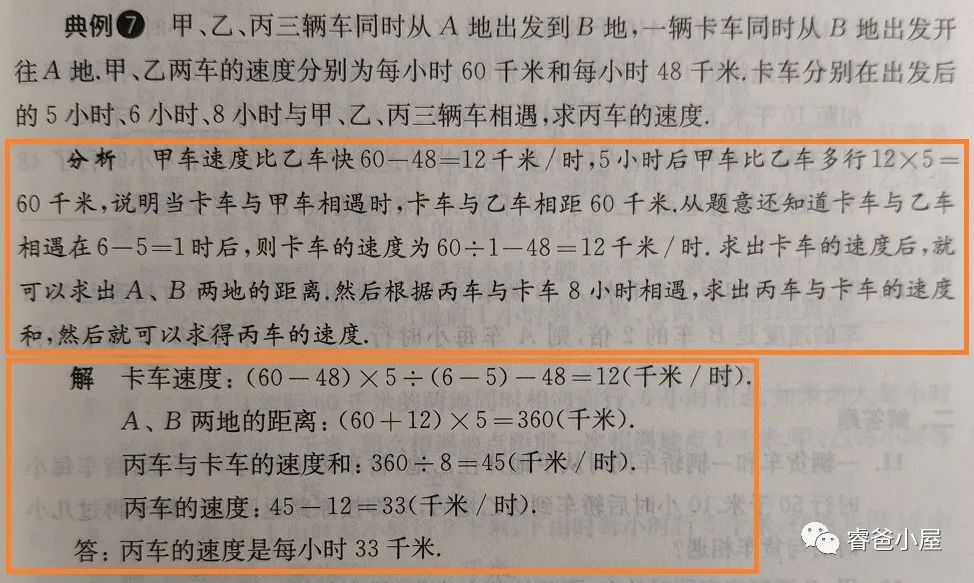 典例7 甲、乙、丙三辆车同时从 A 地出发到 B 地,一辆卡车同时从 B 地出发开
往 A 地.甲、乙两车的速度分别为每小时 60 千米和每小时 48 千米.卡车分别在出发后
的 5 小时、6 小时、8 小时与甲、乙、丙三辆车相遇,求丙车的速度.
分析 甲车速度比乙车快 60-48=12 千米/时,5 小时后甲车比乙车多行 12×5=
60 千米,说明当卡车与甲车相遇时,卡车与乙车相距 60 千米.从题意还知道卡车与乙车
相遇在 6-5=1 时后,则卡车的速度为 60÷1-48=12 千米/时.求出卡车的速度后,就
可以求出 A、B 两地的距离.然后根据丙车与卡车 8 小时相遇,求出丙车与卡车的速度
和,然后就可以求得丙车的速度.
解 卡车速度:(60-48)×5÷(6-5)-48=12(千米/时).
A、B 两地的距离:(60+12)×5=360(千米).
丙车与卡车的速度和:360÷8=45(千米/时).
丙车的速度:45-12=33(千米/时).
答:丙车的速度是每小时 33 千米.
睿爸小屋